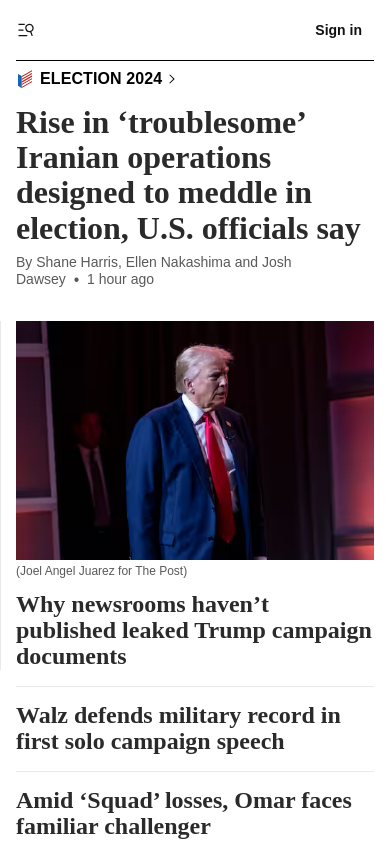 Sign in
ELECTION 2024
Rise in ‘troublesome’
Iranian operations
designed to meddle in
election, U.S. officials say
By Shane Harris, Ellen Nakashima and Josh
Dawsey • 1 hour ago
(Joel Angel Juarez for The Post)
Why newsrooms haven’t
published leaked Trump campaign
documents
Walz defends military record in
first solo campaign speech
Amid ‘Squad’ losses, Omar faces
familiar challenger